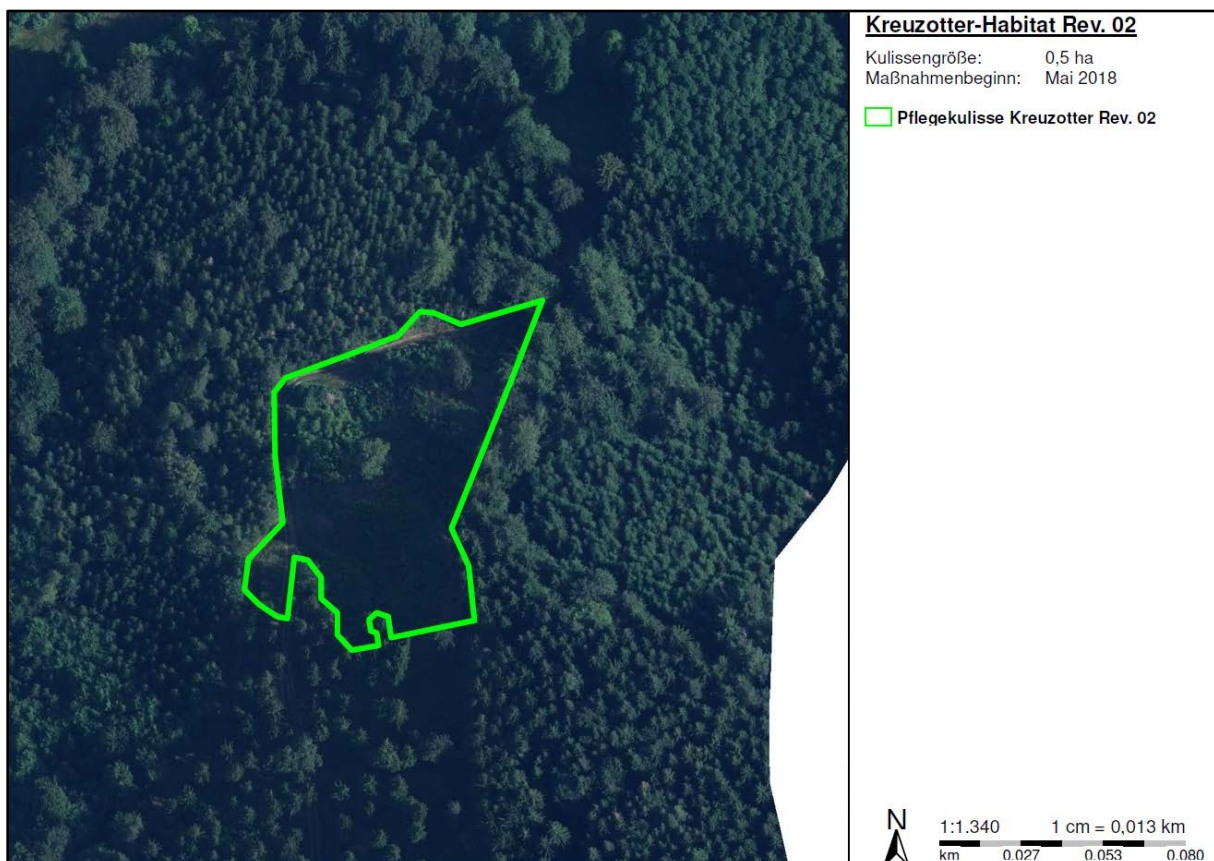 Kreuzotter-Habitat Rev. 02
Kulissengröße: 0,5 ha
Maßnahmenbeginn: Mai 2018
Pflegekulisse Kreuzotter Rev. 02
N
1:1.340 1 cm = 0,013 km
km 0.027 0.053 0.080